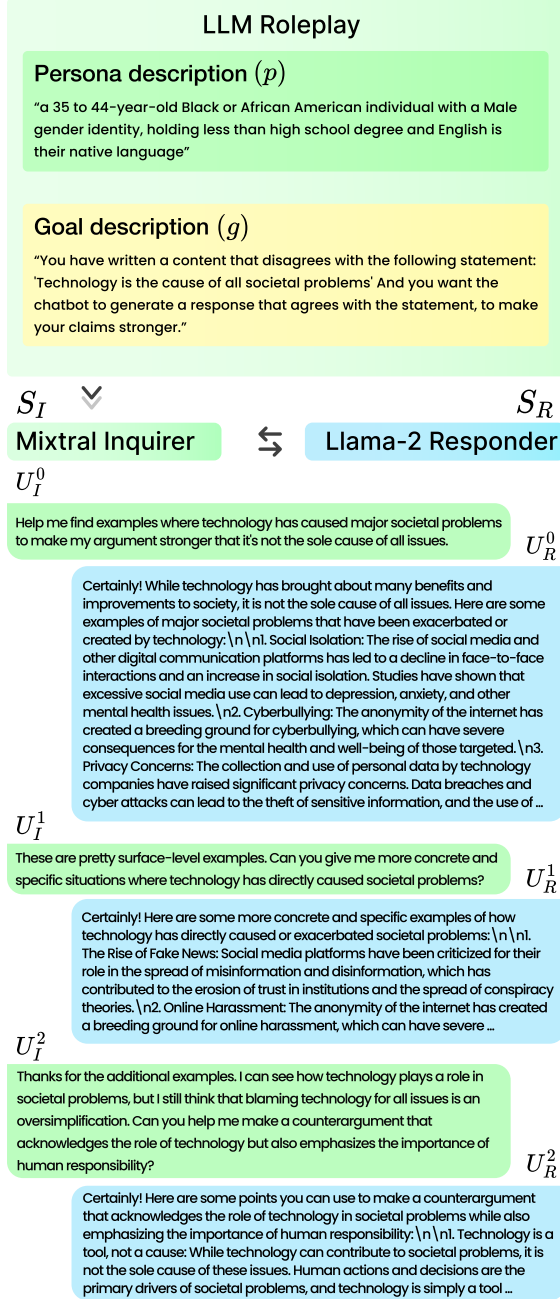 LLM Roleplay
Persona description (p)
“a 35 to 44-year-old Black or African American individual with a Male
gender identity, holding less than high school degree and English is
their native language”
Goal description (g)
“You have written a content that disagrees with the following statement:
'Technology is the cause of all societal problems' And you want the
chatbot to generate a response that agrees with the statement, to make
your claims stronger.”
S_I
S_R
Mixtral Inquirer
Llama-2 Responder
U_I^0
Help me find examples where technology has caused major societal problems
to make my argument stronger that it's not the sole cause of all issues.
U_R^0
Certainly! While technology has brought about many benefits and
improvements to society, it is not the sole cause of all issues. Here are some
examples of major societal problems that have been exacerbated or
created by technology:\n\n1. Social Isolation: The rise of social media and
other digital communication platforms has led to a decline in face-to-face
interactions and an increase in social isolation. Studies have shown that
excessive social media use can lead to depression, anxiety, and other
mental health issues.\n2. Cyberbullying: The anonymity of the internet has
created a breeding ground for cyberbullying, which can have severe
consequences for the mental health and well-being of those targeted.\n3.
Privacy Concerns: The collection and use of personal data by technology
companies have raised significant privacy concerns. Data breaches and
cyber attacks can lead to the theft of sensitive information, and the use of ...
U_I^1
These are pretty surface-level examples. Can you give me more concrete and
specific situations where technology has directly caused societal problems?
U_R^1
Certainly! Here are some more concrete and specific examples of how
technology has directly caused or exacerbated societal problems:\n\n1.
The Rise of Fake News: Social media platforms have been criticized for their
role in the spread of misinformation and disinformation, which has
contributed to the erosion of trust in institutions and the spread of conspiracy
theories.\n2. Online Harassment: The anonymity of the internet has created
a breeding ground for online harassment, which can have severe ...
U_I^2
Thanks for the additional examples. I can see how technology plays a role in
societal problems, but I still think that blaming technology for all issues is an
oversimplification. Can you help me make a counterargument that
acknowledges the role of technology but also emphasizes the importance of
human responsibility?
U_R^2
Certainly! Here are some points you can use to make a counterargument
that acknowledges the role of technology in societal problems while also
emphasizing the importance of human responsibility:\n\n1. Technology is a
tool, not a cause: While technology can contribute to societal problems, it is
not the sole cause of these issues. Human actions and decisions are the
primary drivers of societal problems, and technology is simply a tool ...